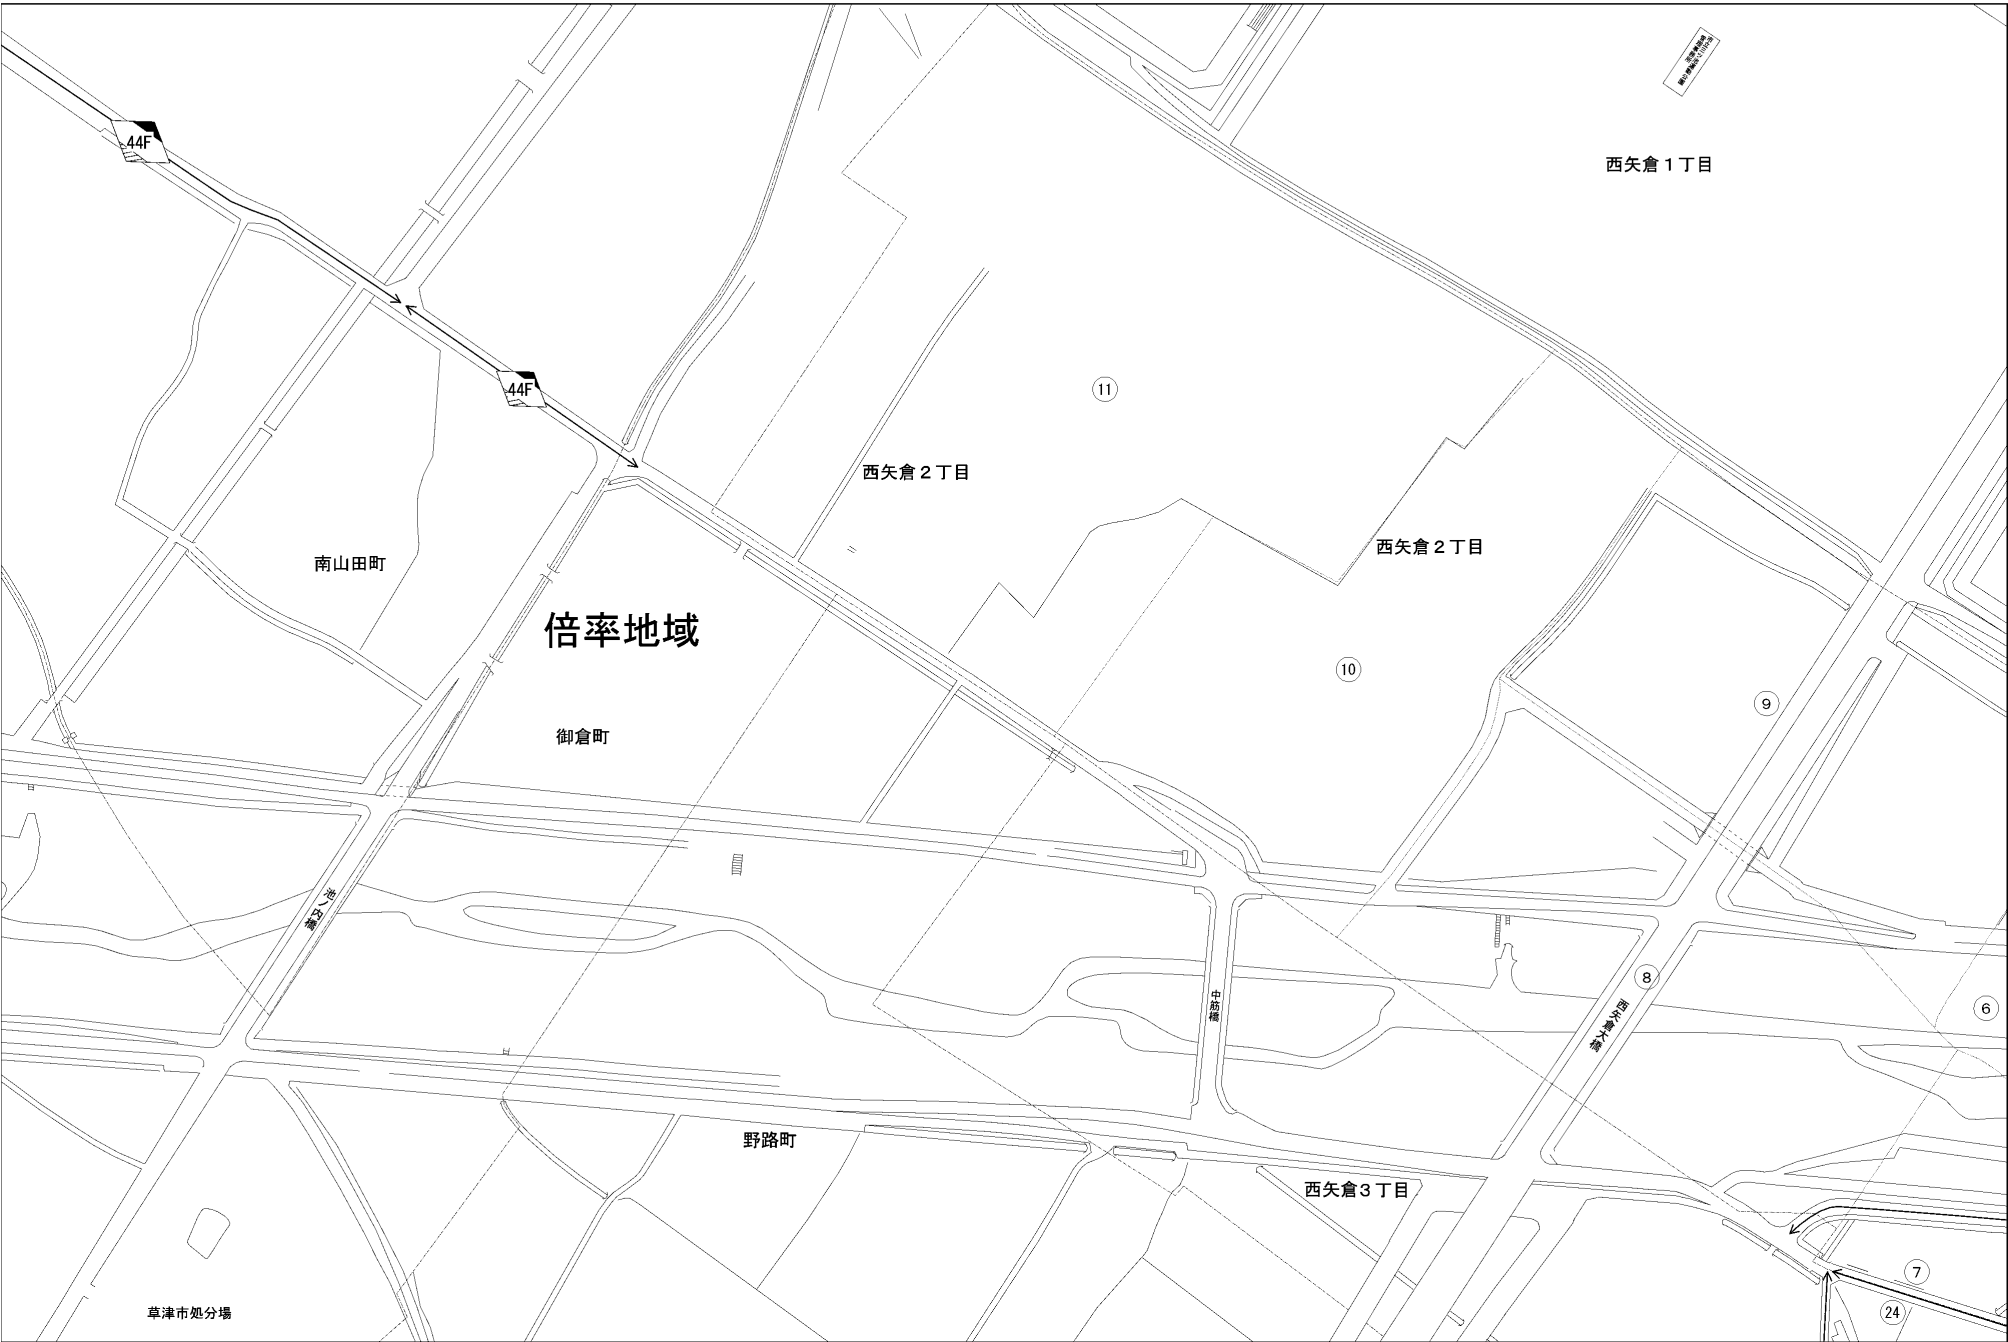 西矢倉１丁目
44F
44F
11
西矢倉２丁目
西矢倉２丁目
南山田町
倍率地域
10
9
御倉町
池ノ内橋
中筋橋
8
西矢倉大橋
6
野路町
西矢倉３丁目
7
24
草津市処分場